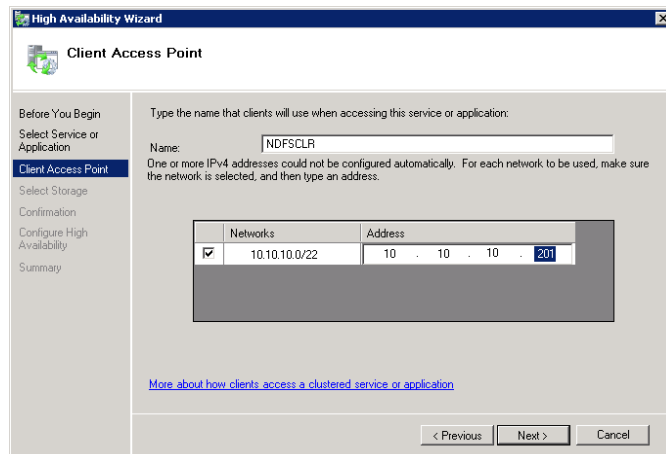 High Availability Wizard
Client Access Point
Before You Begin
Select Service or
Application
Client Access Point
Select Storage
Confirmation
Configure High
Availability
Summary
Type the name that clients will use when accessing this service or application:
Name:
NDFSCLR
One or more IPv4 addresses could not be configured automatically. For each network to be used, make sure
the network is selected, and then type an address.
Networks Address
10.10.10.0/22 10 . 10 . 10 . 201
More about how clients access a clustered service or application
< Previous Next > Cancel